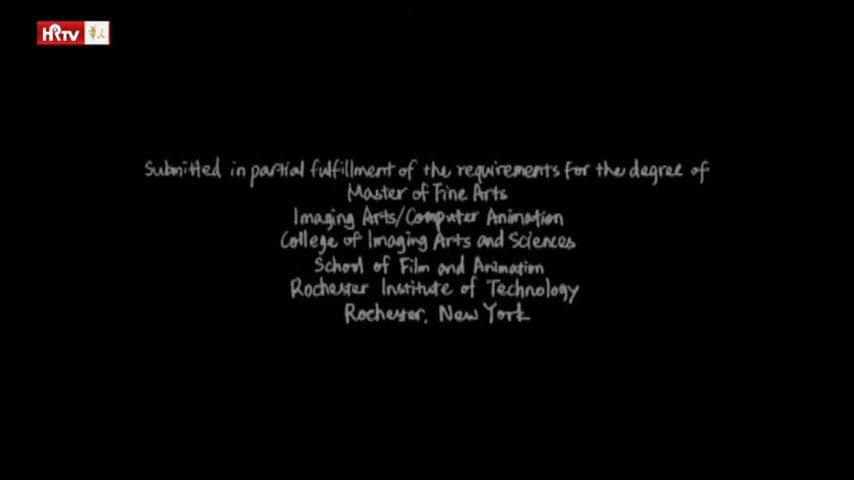 HRTV
Submitted in partial fulfillment of the requirements for the degree of
Master of Fine Arts
Imaging Arts/Computer Animation
College of Imaging Arts and Sciences
School of Film and Animation
Rochester Institute of Technology
Rochester, New York